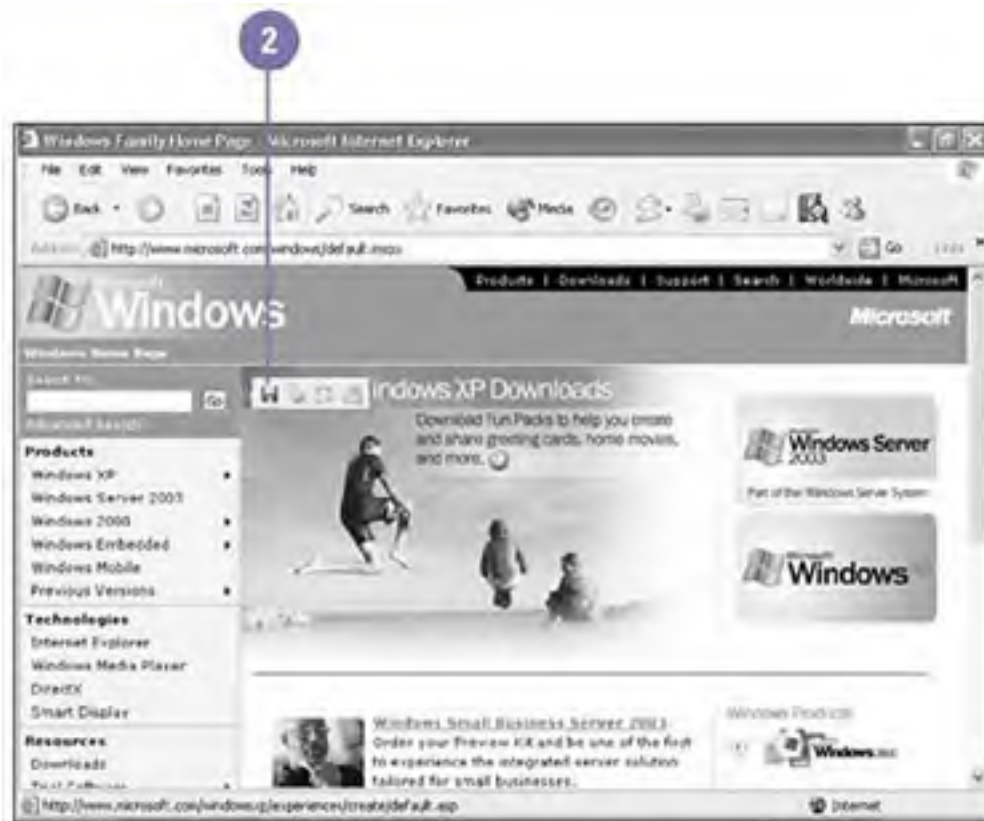 2
Windows Family Home Page - Microsoft Internet Explorer
File Edit View Favorites Tools Help
Back Search Favorites Media
Address http://www.microsoft.com/windows/default.mspx Go
Products | Downloads | Support | Search | Worldwide | Microsoft
Microsoft
Windows
Microsoft
Windows Home Page
Search for
Go
Advanced Search
Products
Windows XP
Windows Server 2003
Windows 2000
Windows Embedded
Windows Mobile
Previous Versions
Technologies
Internet Explorer
Windows Media Player
DirectX
Smart Display
Resources
Downloads
indows XP Downloads
Download Fun Packs to help you create
and share greeting cards, home movies,
and more.
Windows Server
2003
Part of the Windows Server System
Microsoft
Windows
Windows Small Business Server 2003
Order your Preview Kit and be one of the first
to experience the integrated server solution
tailored for small businesses.
Windows Products
Windows
http://www.microsoft.com/windowsxp/experiences/create/default.asp
Internet